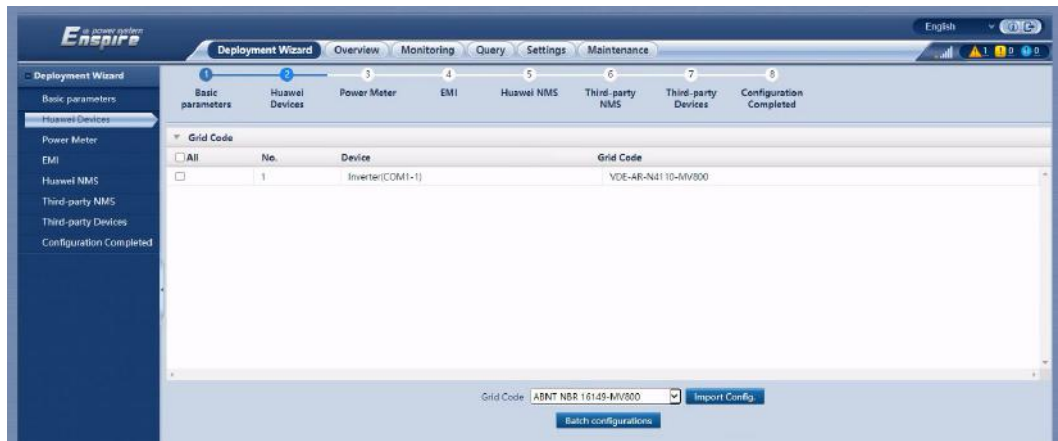 Enspire
English
Deployment Wizard Overview Monitoring Query Settings Maintenance
1 2 0
Deployment Wizard
Basic parameters
Huawei Devices
Power Meter
EMI
Huawei NMS
Third-party NMS
Third-party Devices
Configuration Completed
1 2 3 4 5 6 7 8
Basic parameters Huawei Devices Power Meter EMI Huawei NMS Third-party NMS Third-party Devices Configuration Completed
Grid Code
All No. Device Grid Code
1 Inverter(COM1-1) VDE-AR-N4110-MV800
Grid Code ABNT NBR 16149-MV800 Import Config.
Batch configurations